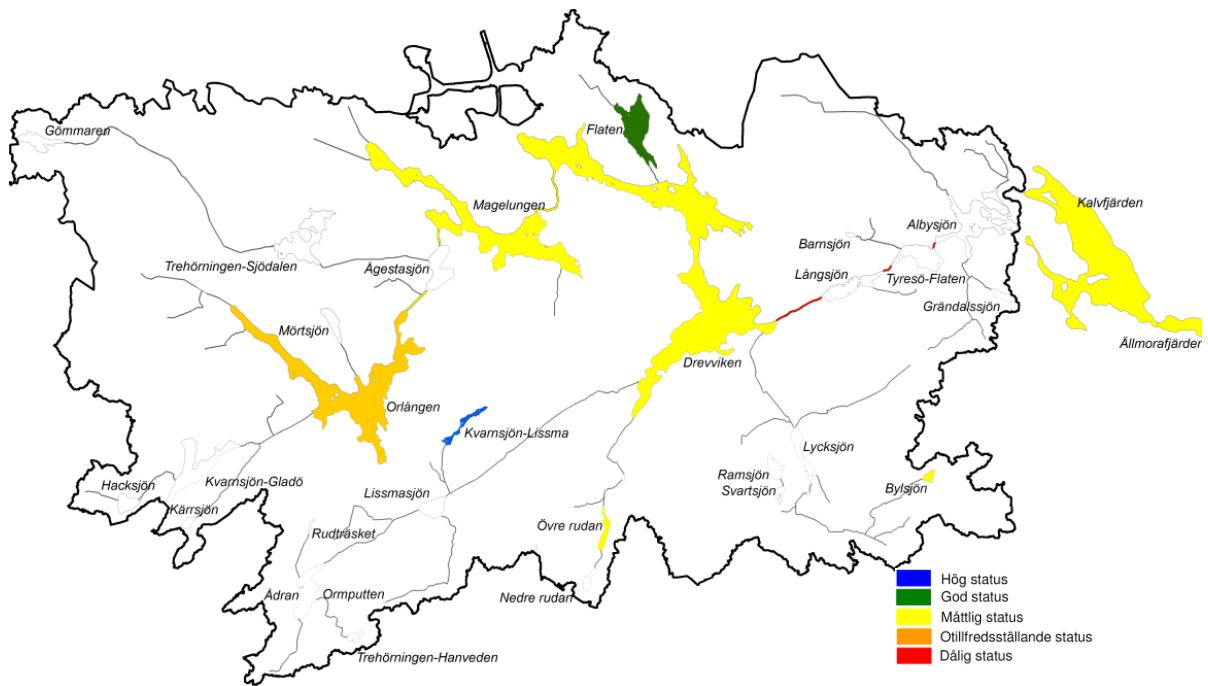 Gömmaren
Flaten
Magelungen
Kalvfjärden
Albysjön
Barnsjön
Trehörningen-Sjödalen
Ågestasjön
Långsjön
Tyresö-Flaten
Grändalssjön
Mörtsjön
Ällmorafjärden
Drevviken
Orlången
Kvarnsjön-Lissma
Lycksjön
Ramsjön
Svartsjön
Bylsjön
Hacksjön
Kvarnsjön-Gladö
Lissmasjön
Kärrsjön
Övre rudan
Rudträsket
Ådran
Ormputten
Nedre rudan
Trehörningen-Hanveden
Hög status
God status
Måttlig status
Otillfredsställande status
Dålig status